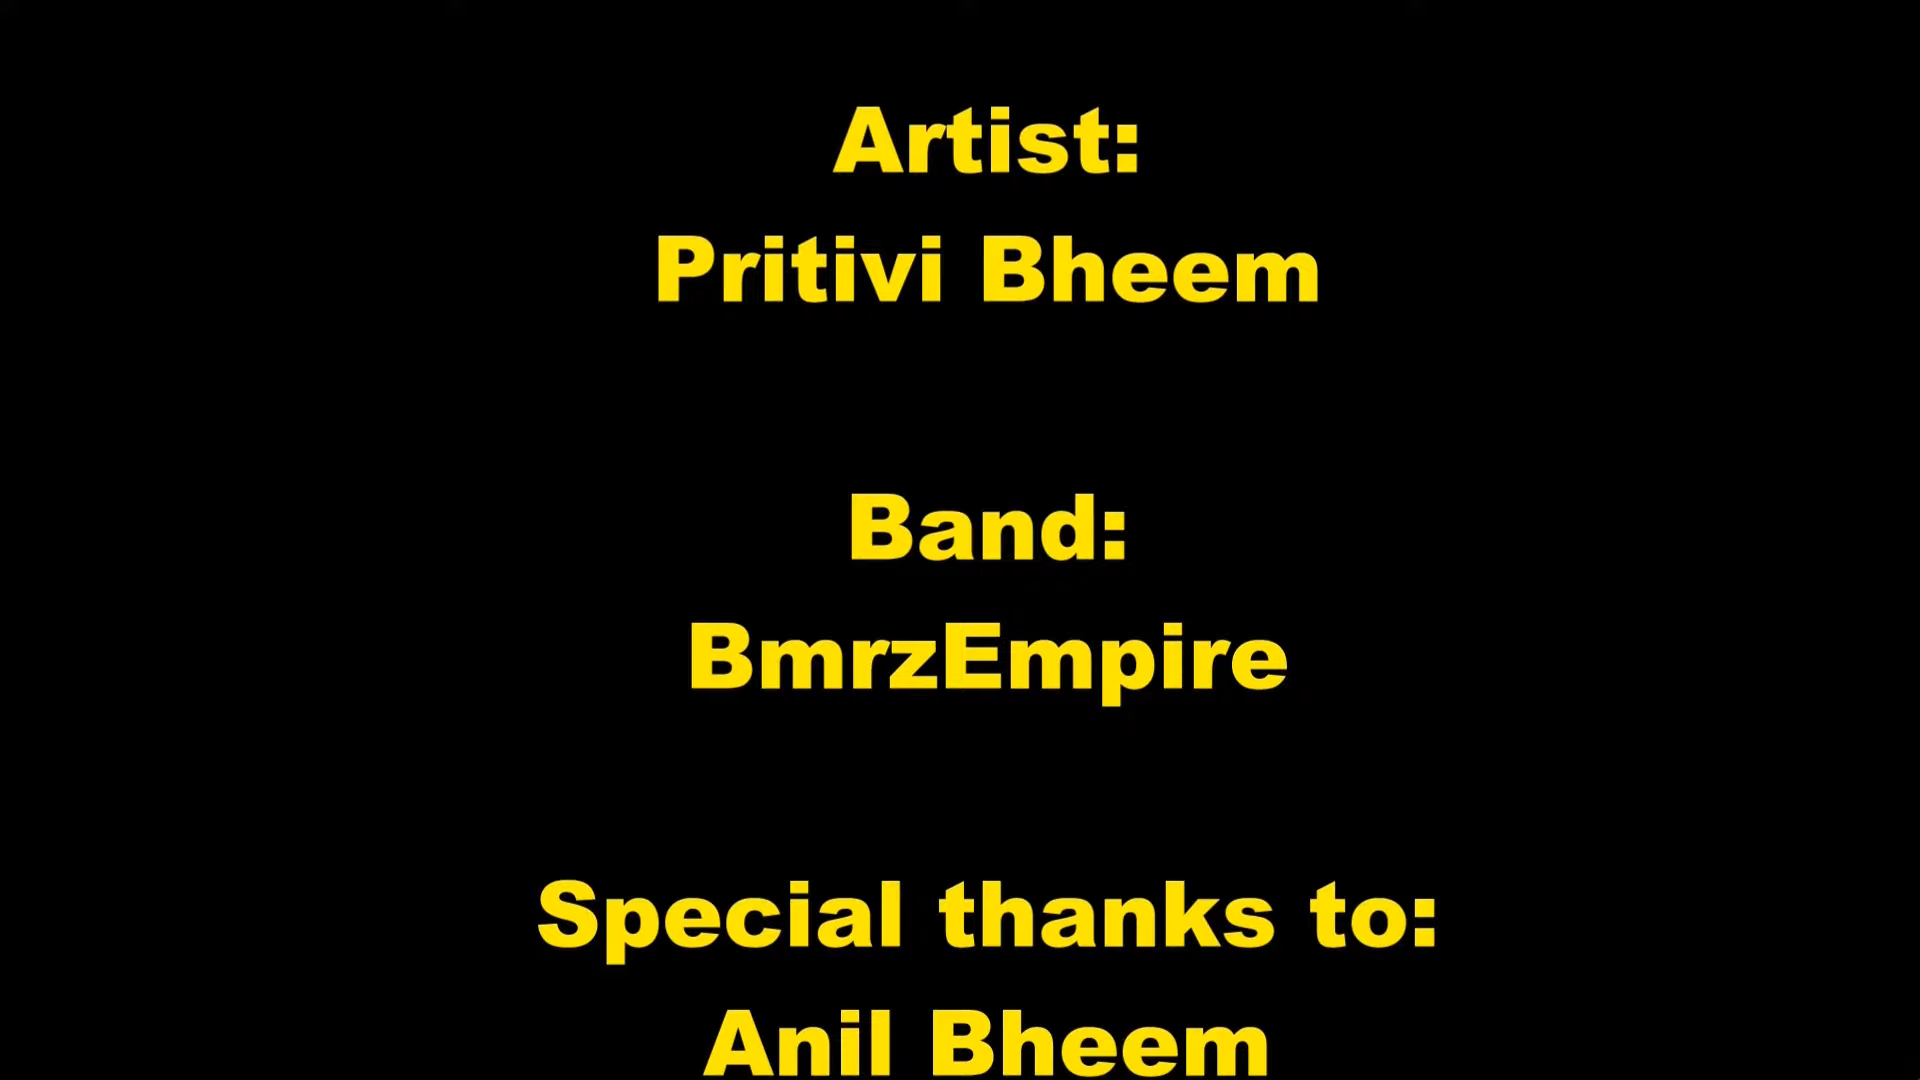 Artist:
Pritivi Bheem
Band:
BmrzEmpire
Special thanks to:
Anil Bheem